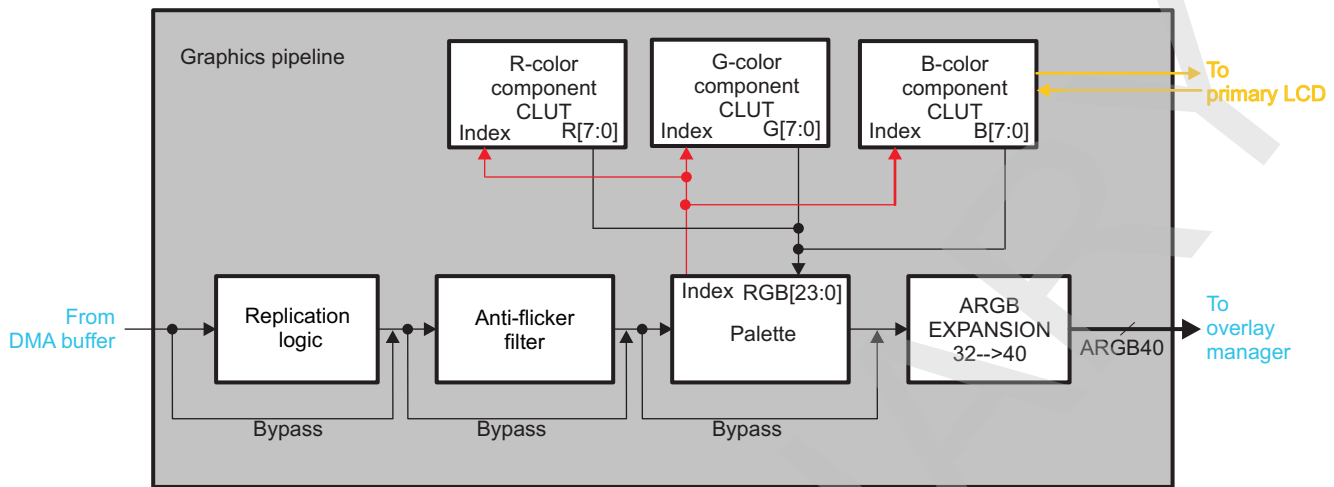 Graphics pipeline
R-color
component
CLUT
Index R[7:0]
G-color
component
CLUT
Index G[7:0]
B-color
component
CLUT
Index B[7:0]
To
primary LCD
From
DMA buffer
Replication
logic
Anti-flicker
filter
Index RGB[23:0]
Palette
ARGB
EXPANSION
32-->40
ARGB40
To
overlay
manager
Bypass
Bypass
Bypass